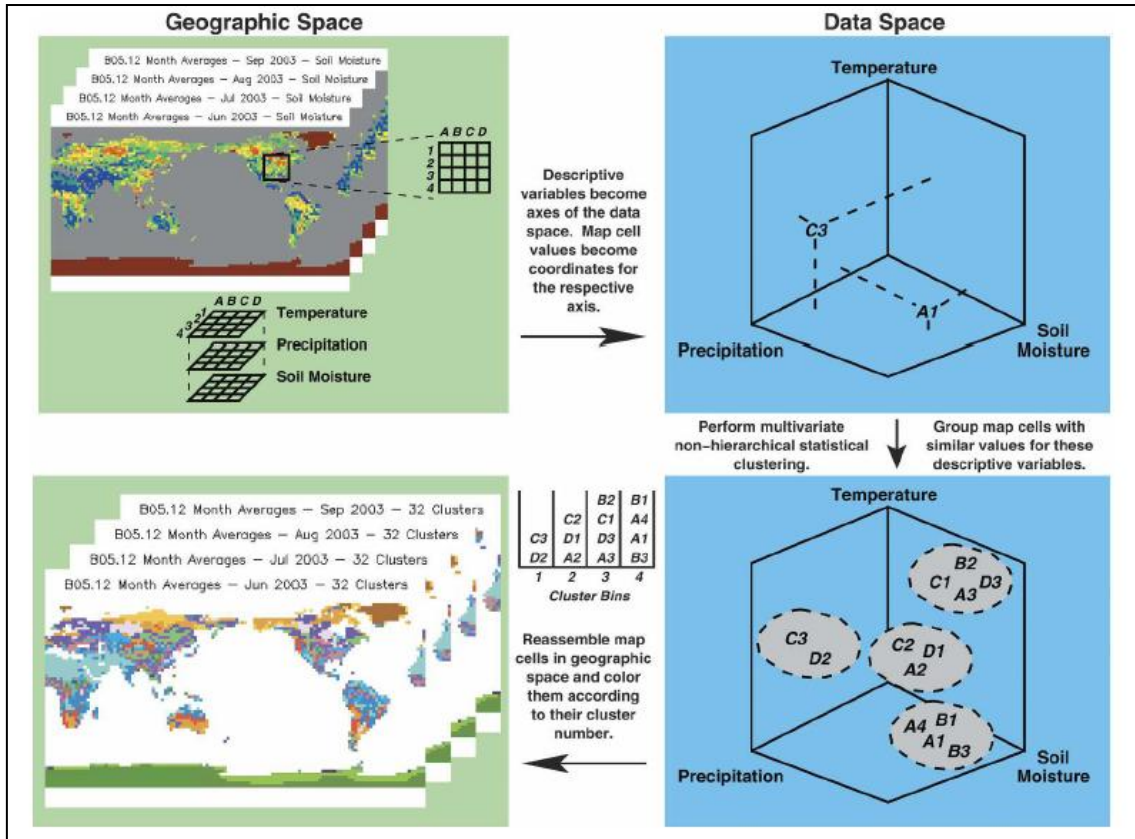 Geographic Space
B05.12 Month Averages – Sep 2003 – Soil Moisture
B05.12 Month Averages – Aug 2003 – Soil Moisture
B05.12 Month Averages – Jul 2003 – Soil Moisture
B05.12 Month Averages – Jun 2003 – Soil Moisture
A B C D
1
2
3
4
A B C D
1
2
3
4
Temperature
Precipitation
Soil Moisture
Descriptive
variables become
axes of the data
space. Map cell
values become
coordinates for
the respective
axis.
Data Space
Temperature
C3
A1
Precipitation
Soil
Moisture
Perform multivariate
non–hierarchical statistical
clustering.
Group map cells with
similar values for these
descriptive variables.
Temperature
B2
C1 D3
A3
C3
D2
C2 D1
A2
A4 B1
A1
B3
Precipitation
Soil
Moisture
B2 B1
C2 C1 A4
C3 D1 D3 A1
D2 A2 A3 B3
1 2 3 4
Cluster Bins
Reassemble map
cells in geographic
space and color
them according
to their cluster
number.
B05.12 Month Averages – Sep 2003 – 32 Clusters
B05.12 Month Averages – Aug 2003 – 32 Clusters
B05.12 Month Averages – Jul 2003 – 32 Clusters
B05.12 Month Averages – Jun 2003 – 32 Clusters